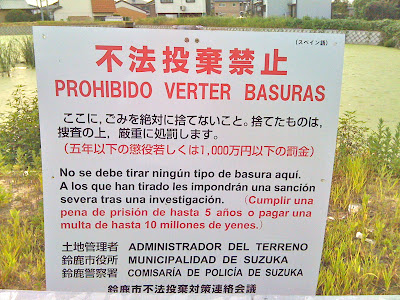 (スペイン語)
不法投棄禁止
PROHIBIDO VERTER BASURAS
ここに,ごみを絶対に捨てないこと。捨てたものは,
捜査の上,厳重に処罰します。
(五年以下の懲役若しくは1,000万円以下の罰金)
No se debe tirar ningún tipo de basura aquí.
A los que han tirado les impondrán una sanción
severa tras una investigación. (Cumplir una
pena de prisión de hasta 5 años o pagar una
multa de hasta 10 millones de yenes.)
土地管理者 ADMINISTRADOR DEL TERRENO
鈴鹿市役所 MUNICIPALIDAD DE SUZUKA
鈴鹿警察署 COMISARÍA DE POLICÍA DE SUZUKA
鈴鹿市不法投棄対策連絡会議